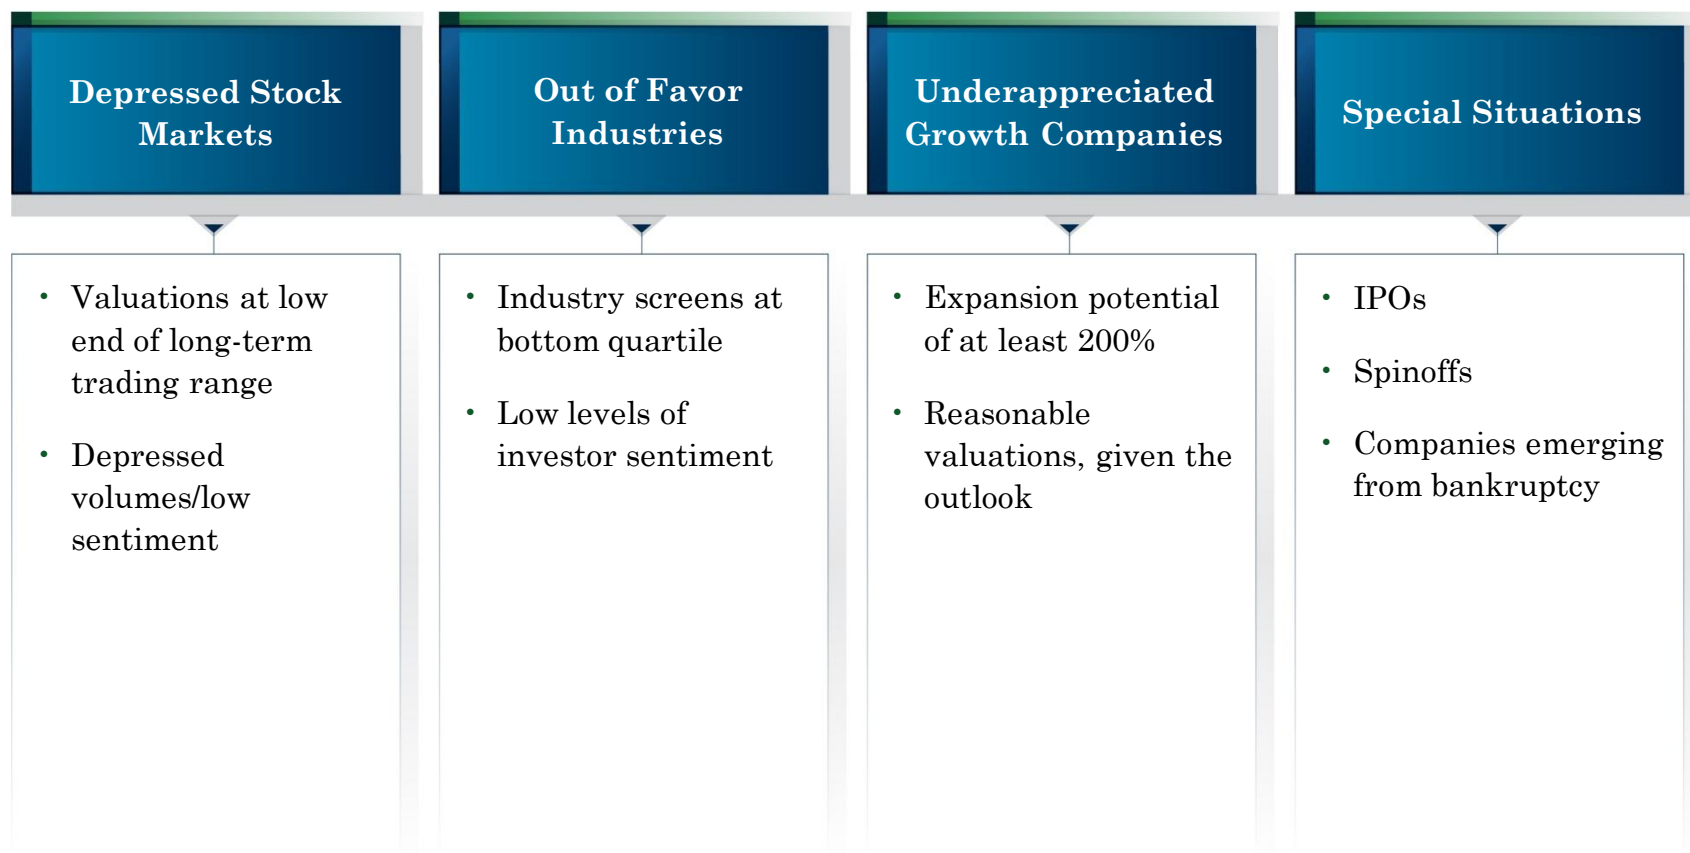 Depressed Stock
Markets
• Valuations at low
end of long-term
trading range
• Depressed
volumes/low
sentiment
Out of Favor
Industries
• Industry screens at
bottom quartile
• Low levels of
investor sentiment
Underappreciated
Growth Companies
• Expansion potential
of at least 200%
• Reasonable
valuations, given the
outlook
Special Situations
• IPOs
• Spinoffs
• Companies emerging
from bankruptcy